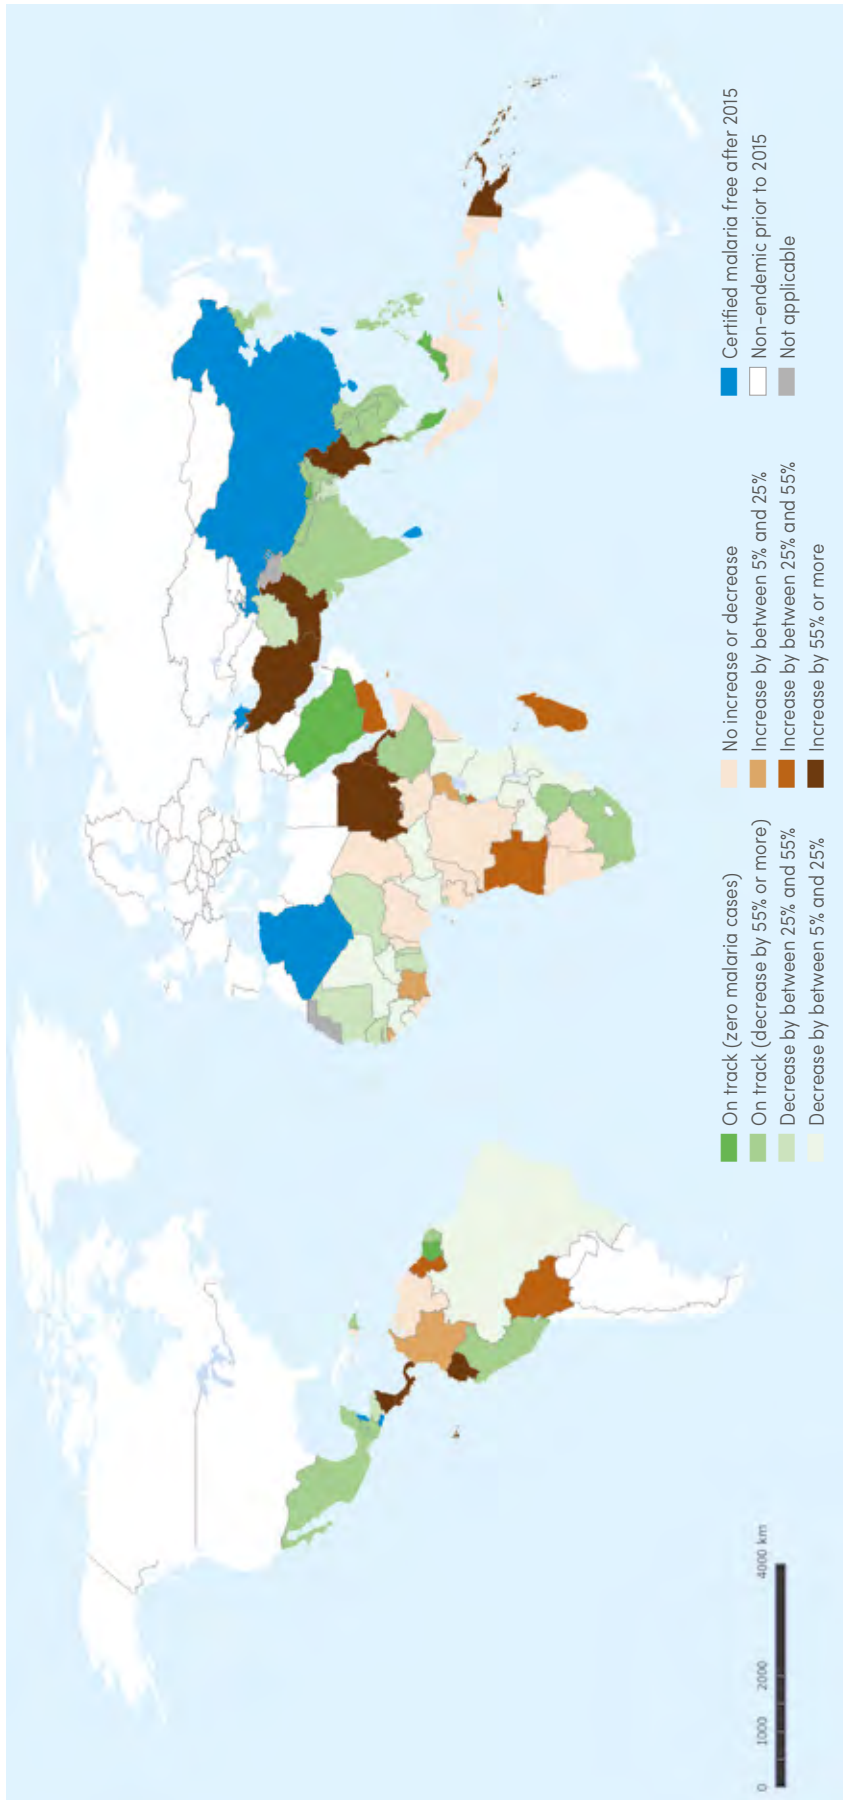 On track (zero malaria cases)
On track (decrease by 55% or more)
Decrease by between 25% and 55%
Decrease by between 5% and 25%
No increase or decrease
Increase by between 5% and 25%
Increase by between 25% and 55%
Increase by 55% or more
Certified malaria free after 2015
Non-endemic prior to 2015
Not applicable
0 1000 2000 4000 km